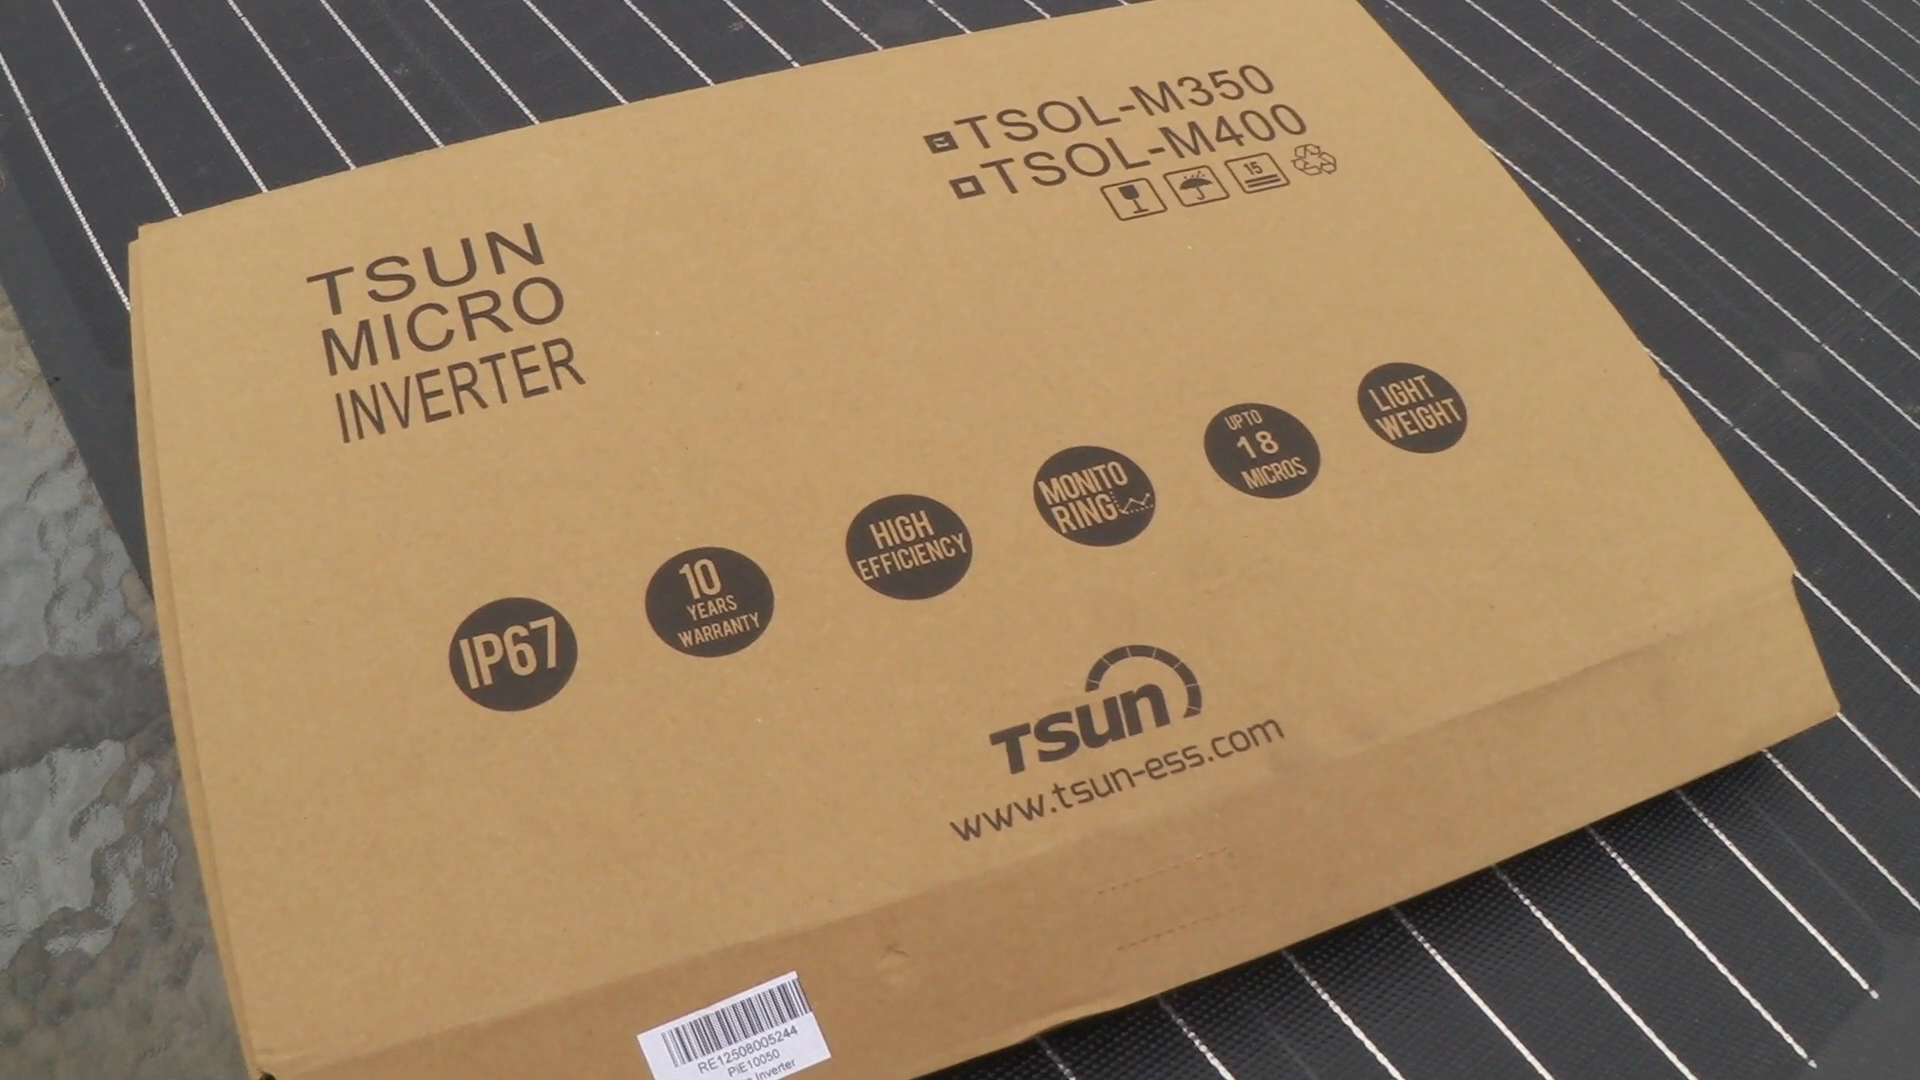 TSOL-M350
TSOL-M400
15
TSUN
MICRO
INVERTER
IP67
10
YEARS
WARRANTY
HIGH
EFFICIENCY
MONITO
RING
UPTO
18
MICROS
LIGHT
WEIGHT
TSun
www.tsun-ess.com
RE12508005244
PiE10050
Inverter